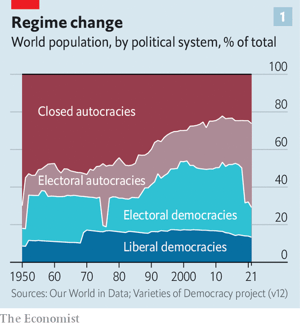 Regime change
1
World population, by political system, % of total
100
80
60
40
20
0
Closed autocracies
Electoral autocracies
Electoral democracies
Liberal democracies
1950 60 70 80 90 2000 10 21
Sources: Our World in Data; Varieties of Democracy project (v12)
The Economist